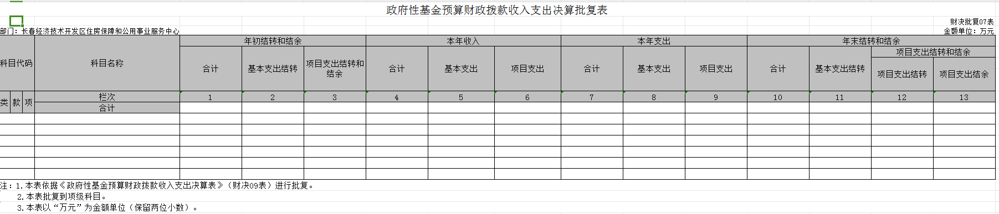 政府性基金预算财政拨款收入支出决算批复表
财决批复07表
部门：长春经济技术开发区住房保障和公用事业服务中心
金额单位：万元
科目代码 科目名称 年初结转和结余 本年收入 本年支出 年末结转和结余
合计 基本支出结转 项目支出结转和结余 合计 基本支出 项目支出 合计 基本支出 项目支出 合计 基本支出结转 项目支出结转和结余
项目支出结转 项目支出结余
类 款 项 栏次 1 2 3 4 5 6 7 8 9 10 11 12 13
合计
注：1.本表依据《政府性基金预算财政拨款收入支出决算表》（财决09表）进行批复。
2.本表批复到项级科目。
3.本表以“万元”为金额单位（保留两位小数）。